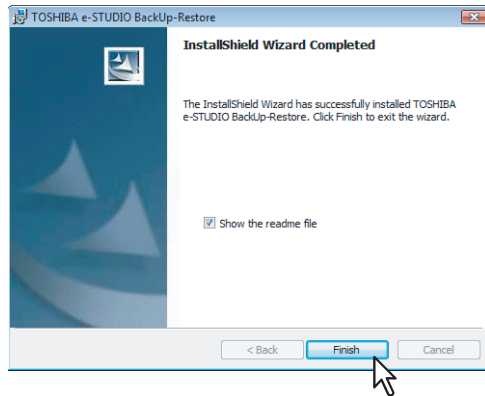 TOSHIBA e-STUDIO BackUp-Restore
InstallShield Wizard Completed
The InstallShield Wizard has successfully installed TOSHIBA
e-STUDIO BackUp-Restore. Click Finish to exit the wizard.
Show the readme file
< Back Finish Cancel